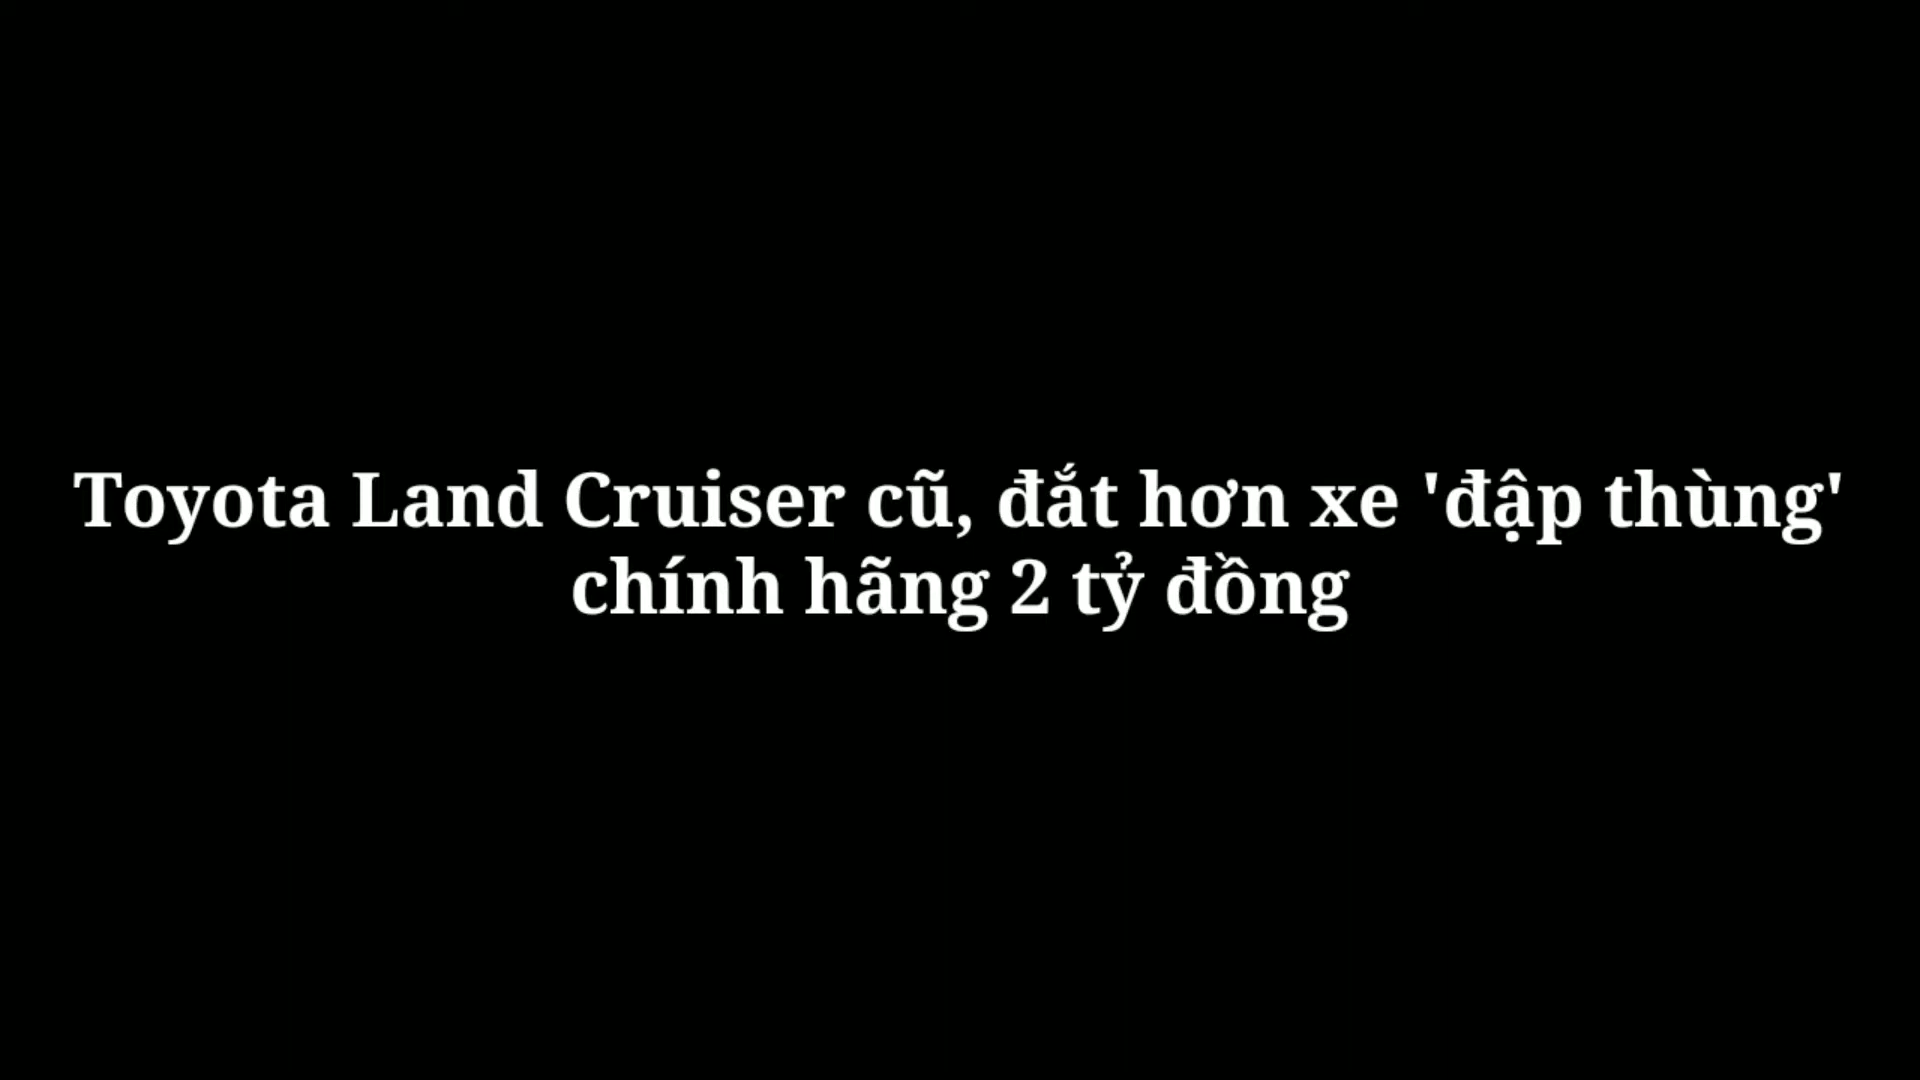 Toyota Land Cruiser cũ, đắt hơn xe 'đập thùng'
chính hãng 2 tỷ đồng